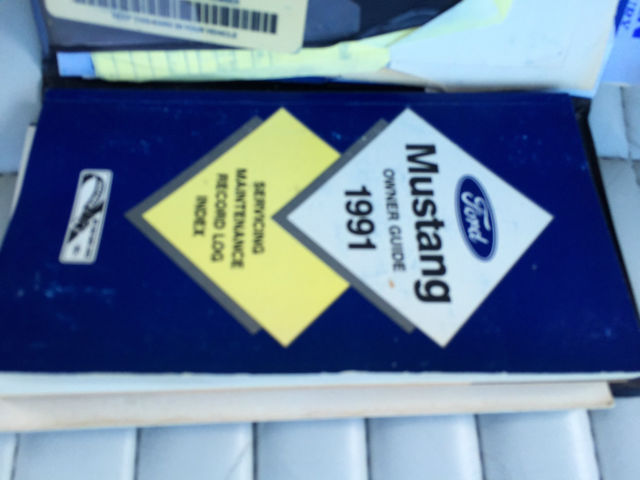 Ford
Mustang
OWNER GUIDE
1991
SERVICING
MAINTENANCE
RECORD LOG
INDEX